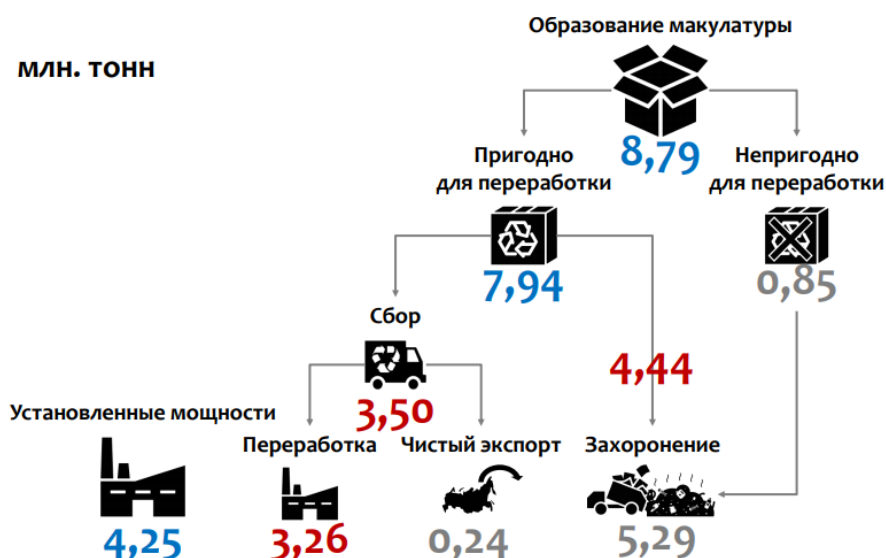 Образование макулатуры
млн. тонн
8,79
Пригодно
для переработки
Непригодно
для переработки
7,94
0,85
Сбор
4,44
3,50
Установленные мощности
Переработка
Чистый экспорт
Захоронение
4,25
3,26
0,24
5,29